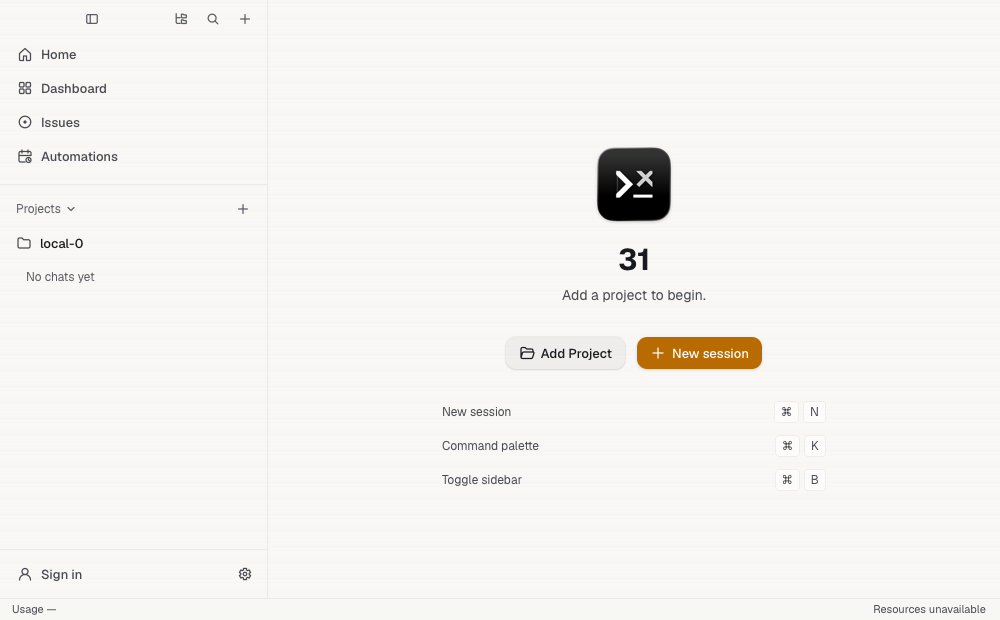 Home
Dashboard
Issues
Automations
Projects
local-0
No chats yet
31
Add a project to begin.
Add Project
New session
New session ⌘ N
Command palette ⌘ K
Toggle sidebar ⌘ B
Sign in
Usage —
Resources unavailable